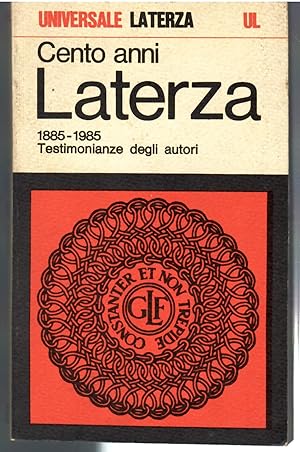 UNIVERSALE LATERZA UL
Cento anni
Laterza
1885-1985
Testimonianze degli autori
CONSTANTER ET NON TREPIDE
GLF